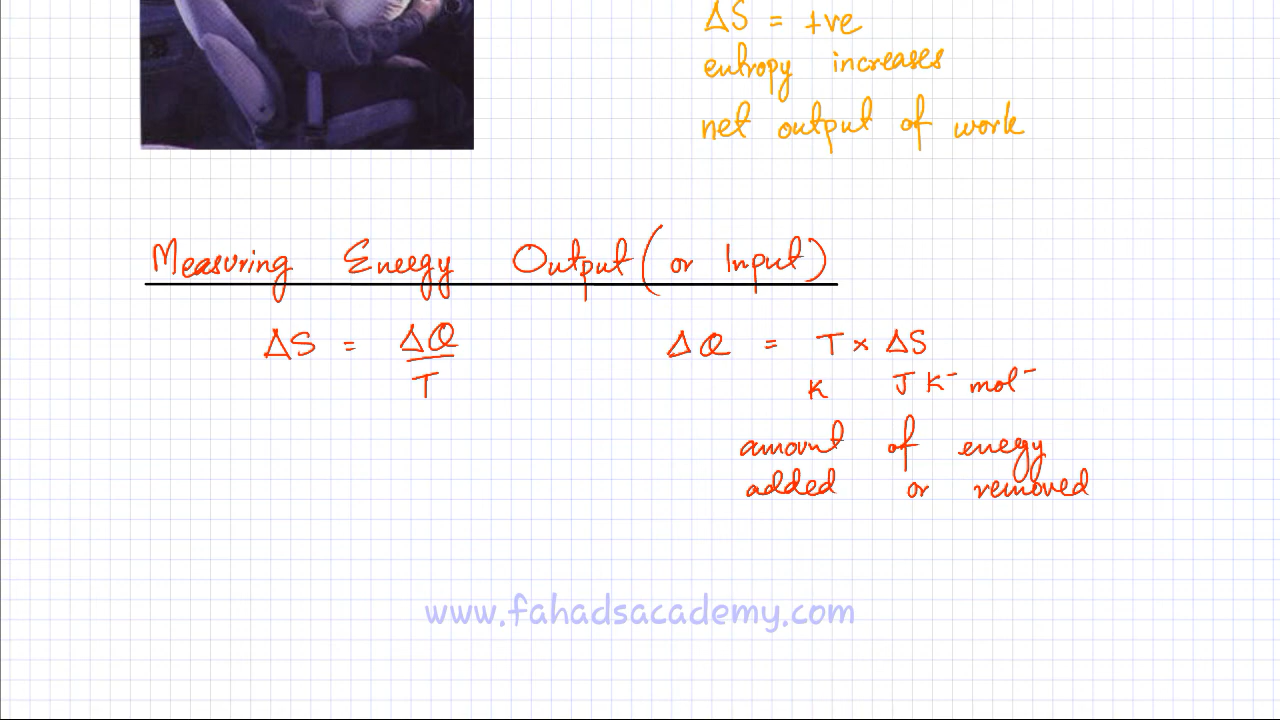 ΔS = +ve
entropy increases
net output of work
Measuring Energy Output (or Input)
ΔS = ΔQ / T
ΔQ = T × ΔS
K J K⁻ mol⁻
amount of energy
added or removed
www.fahadsacademy.com